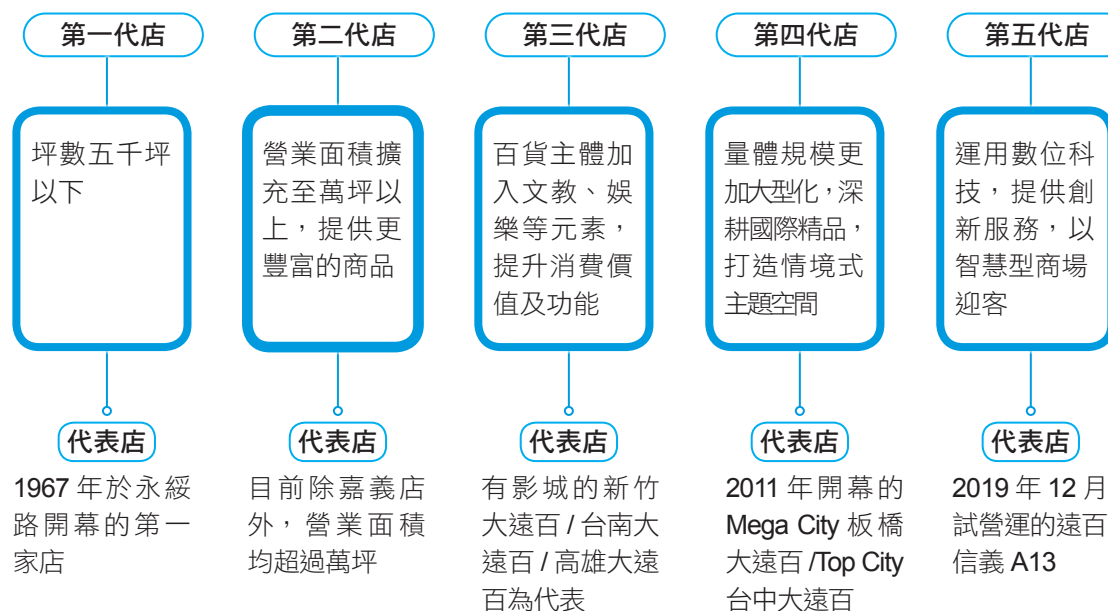 第一代店
坪數五千坪
以下
代表店
1967 年於永綏
路開幕的第一
家店
第二代店
營業面積擴
充至萬坪以
上，提供更
豐富的商品
代表店
目前除嘉義店
外，營業面積
均超過萬坪
第三代店
百貨主體加
入文教、娛
樂等元素，
提升消費價
值及功能
代表店
有影城的新竹
大遠百 / 台南大
遠百 / 高雄大遠
百為代表
第四代店
量體規模更
加大型化，深
耕國際精品，
打造情境式
主題空間
代表店
2011 年開幕的
Mega City 板橋
大遠百 /Top City
台中大遠百
第五代店
運用數位科
技，提供創
新服務，以
智慧型商場
迎客
代表店
2019 年 12 月
試營運的遠百
信義 A13